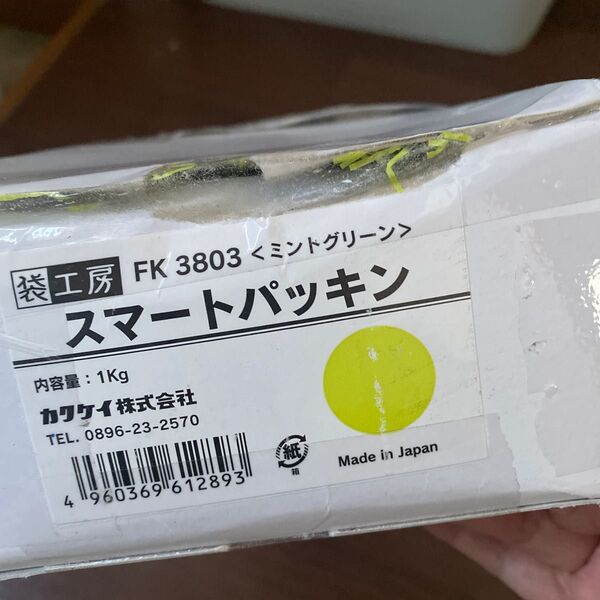 袋工房 FK 3803 <ミントグリーン>
スマートパッキン
内容量：1Kg
カクケイ株式会社
TEL. 0896-23-2570
紙
箱
Made in Japan
4 960369 612893